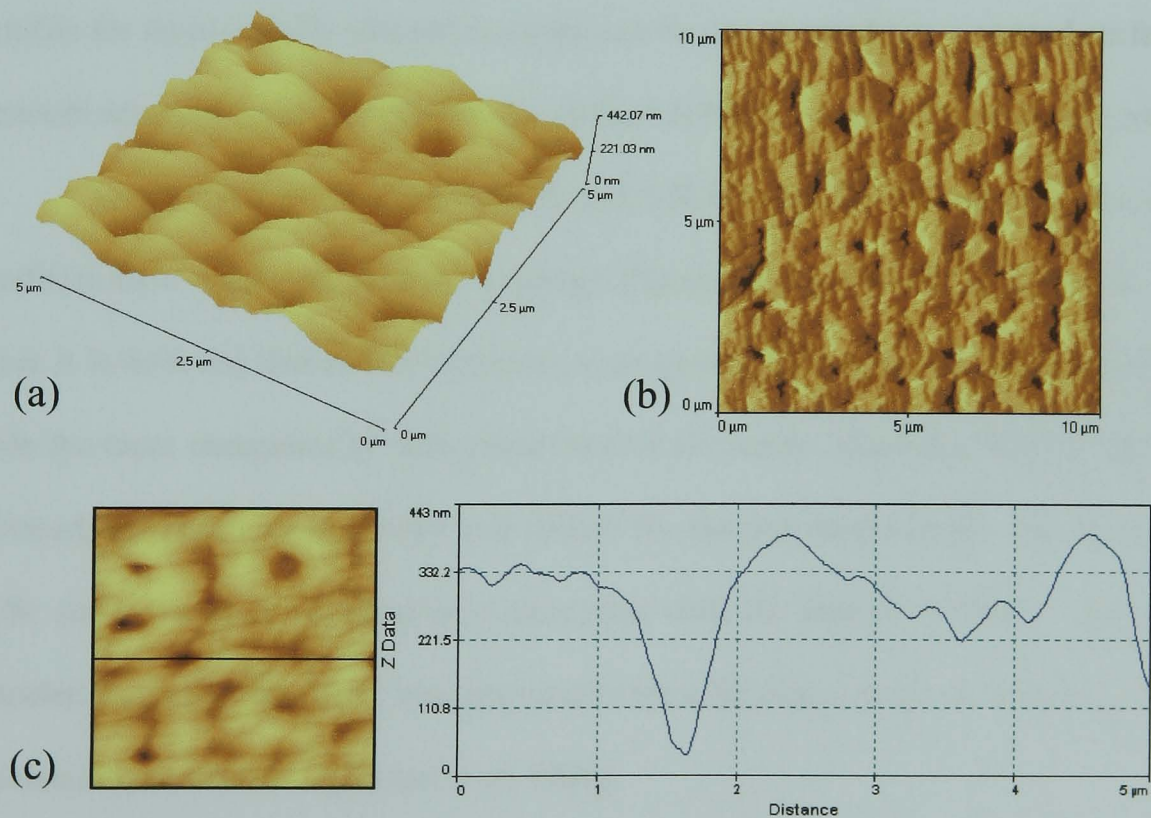 442.07 nm
221.03 nm
0 nm
5 µm
2.5 µm
0 µm
5 µm
2.5 µm
0 µm
(a)
10 µm
5 µm
0 µm
0 µm
5 µm
10 µm
(b)
(c)
443 nm
332.2
221.5
110.8
0
Z Data
0
1
2
3
4
5 µm
Distance